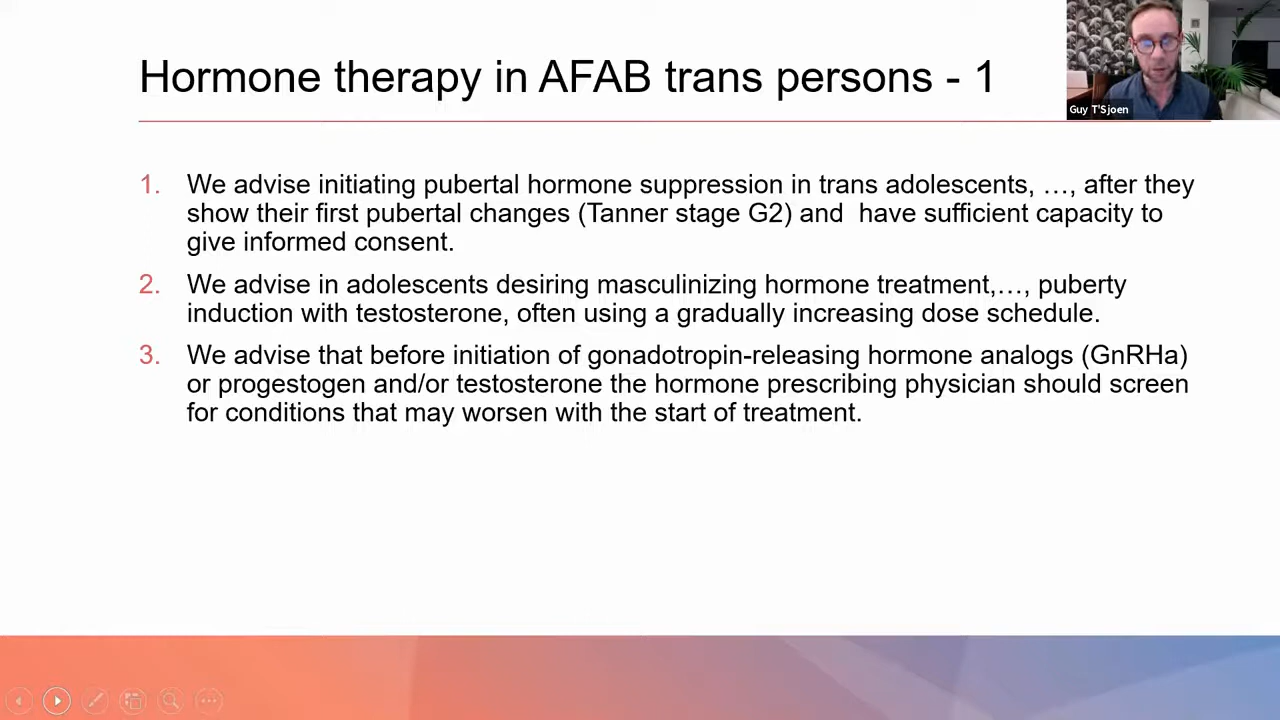 Hormone therapy in AFAB trans persons - 1
Guy T'Sjoen
1. We advise initiating pubertal hormone suppression in trans adolescents, …, after they
show their first pubertal changes (Tanner stage G2) and  have sufficient capacity to
give informed consent.
2. We advise in adolescents desiring masculinizing hormone treatment,…, puberty
induction with testosterone, often using a gradually increasing dose schedule.
3. We advise that before initiation of gonadotropin-releasing hormone analogs (GnRHa)
or progestogen and/or testosterone the hormone prescribing physician should screen
for conditions that may worsen with the start of treatment.